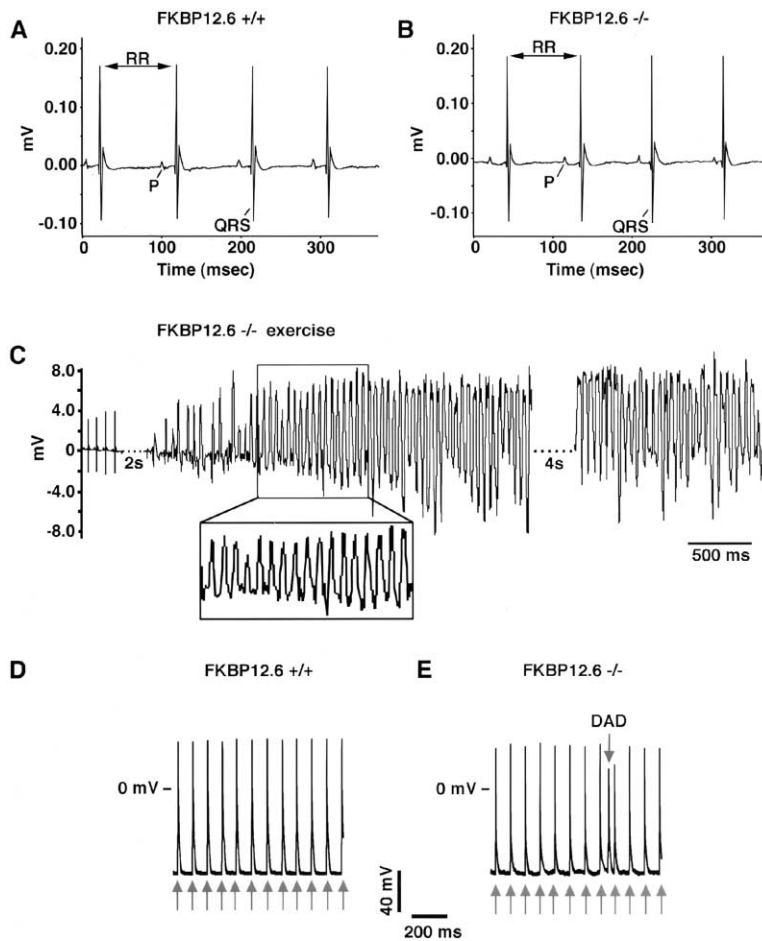 A
FKBP12.6 +/+
0.20
0.10
0.00
-0.10
mV
RR
P
QRS
0 100 200 300
Time (msec)
B
FKBP12.6 -/-
0.20
0.10
0.00
-0.10
mV
RR
P
QRS
0 100 200 300
Time (msec)
FKBP12.6 -/- exercise
C
8.0
4.0
0
-4.0
-8.0
mV
2s
4s
500 ms
D
FKBP12.6 +/+
0 mV
E
FKBP12.6 -/-
DAD
0 mV
40 mV
200 ms